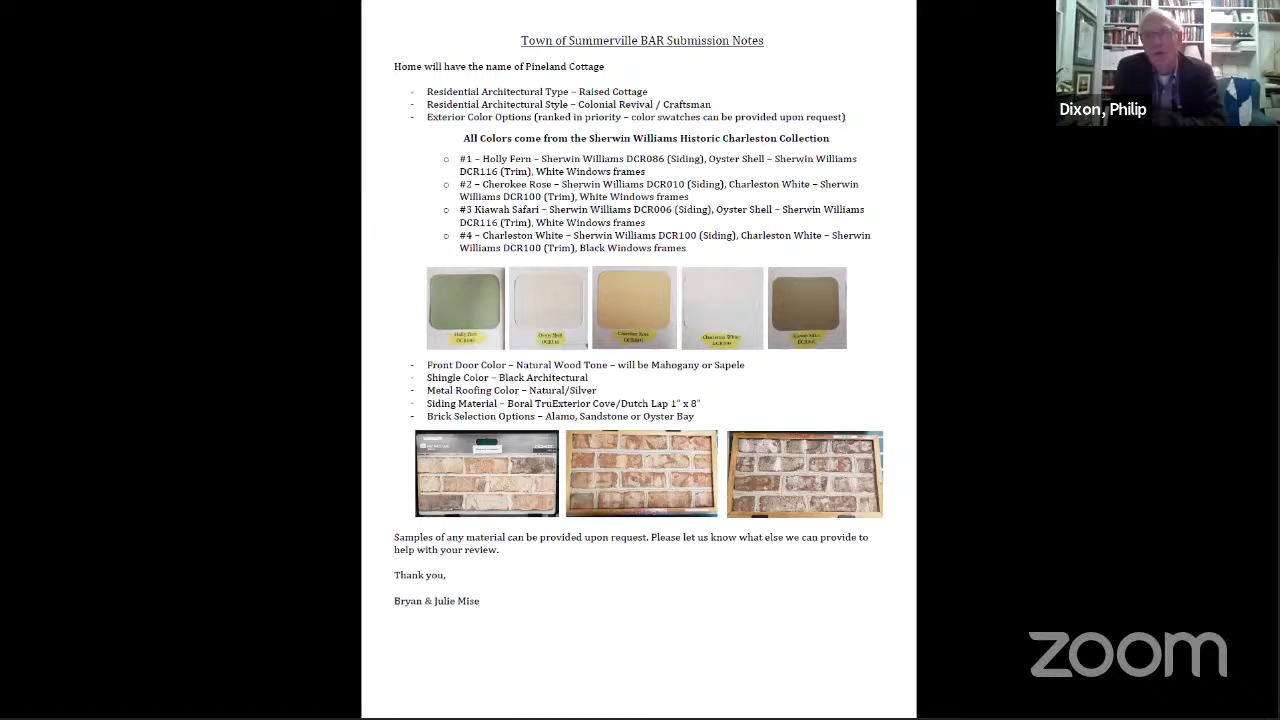 Town of Summerville BAR Submission Notes
Dixon, Philip
Home will have the name of Pineland Cottage
- Residential Architectural Type – Raised Cottage
- Residential Architectural Style – Colonial Revival / Craftsman
- Exterior Color Options (ranked in priority – color swatches can be provided upon request)
All Colors come from the Sherwin Williams Historic Charleston Collection
o #1 – Holly Fern – Sherwin Williams DCR086 (Siding), Oyster Shell – Sherwin
Williams DCR116 (Trim), White Windows frames
o #2 – Cherokee Rose – Sherwin Williams DCR010 (Siding), Charleston White – Sherwin
Williams DCR100 (Trim), White Windows frames
o #3 Kiawah Safari – Sherwin Williams DCR006 (Siding), Oyster Shell – Sherwin Williams
DCR116 (Trim), White Windows frames
o #4 – Charleston White – Sherwin Williams DCR100 (Siding), Charleston White – Sherwin
Williams DCR100 (Trim), Black Windows frames
Holly Fern
Oyster Shell
Cherokee Rose
Charleston White
- Front Door Color – Natural Wood Tone – will be Mahogany or Sapele
- Shingle Color – Black Architectural
- Metal Roofing Color – Natural/Silver
- Siding Material – Boral TruExterior Cove/Dutch Lap 1" x 8"
- Brick Selection Options – Alamo, Sandstone or Oyster Bay
Samples of any material can be provided upon request. Please let us know what else we can provide to
help with your review.
Thank you,
Bryan & Julie Mise
zoom